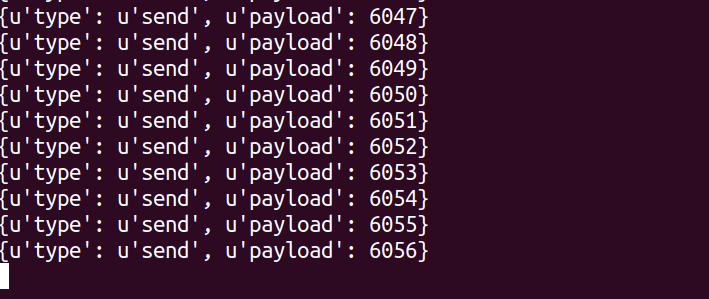 {u'type': u'send', u'payload': 6047}
{u'type': u'send', u'payload': 6048}
{u'type': u'send', u'payload': 6049}
{u'type': u'send', u'payload': 6050}
{u'type': u'send', u'payload': 6051}
{u'type': u'send', u'payload': 6052}
{u'type': u'send', u'payload': 6053}
{u'type': u'send', u'payload': 6054}
{u'type': u'send', u'payload': 6055}
{u'type': u'send', u'payload': 6056}